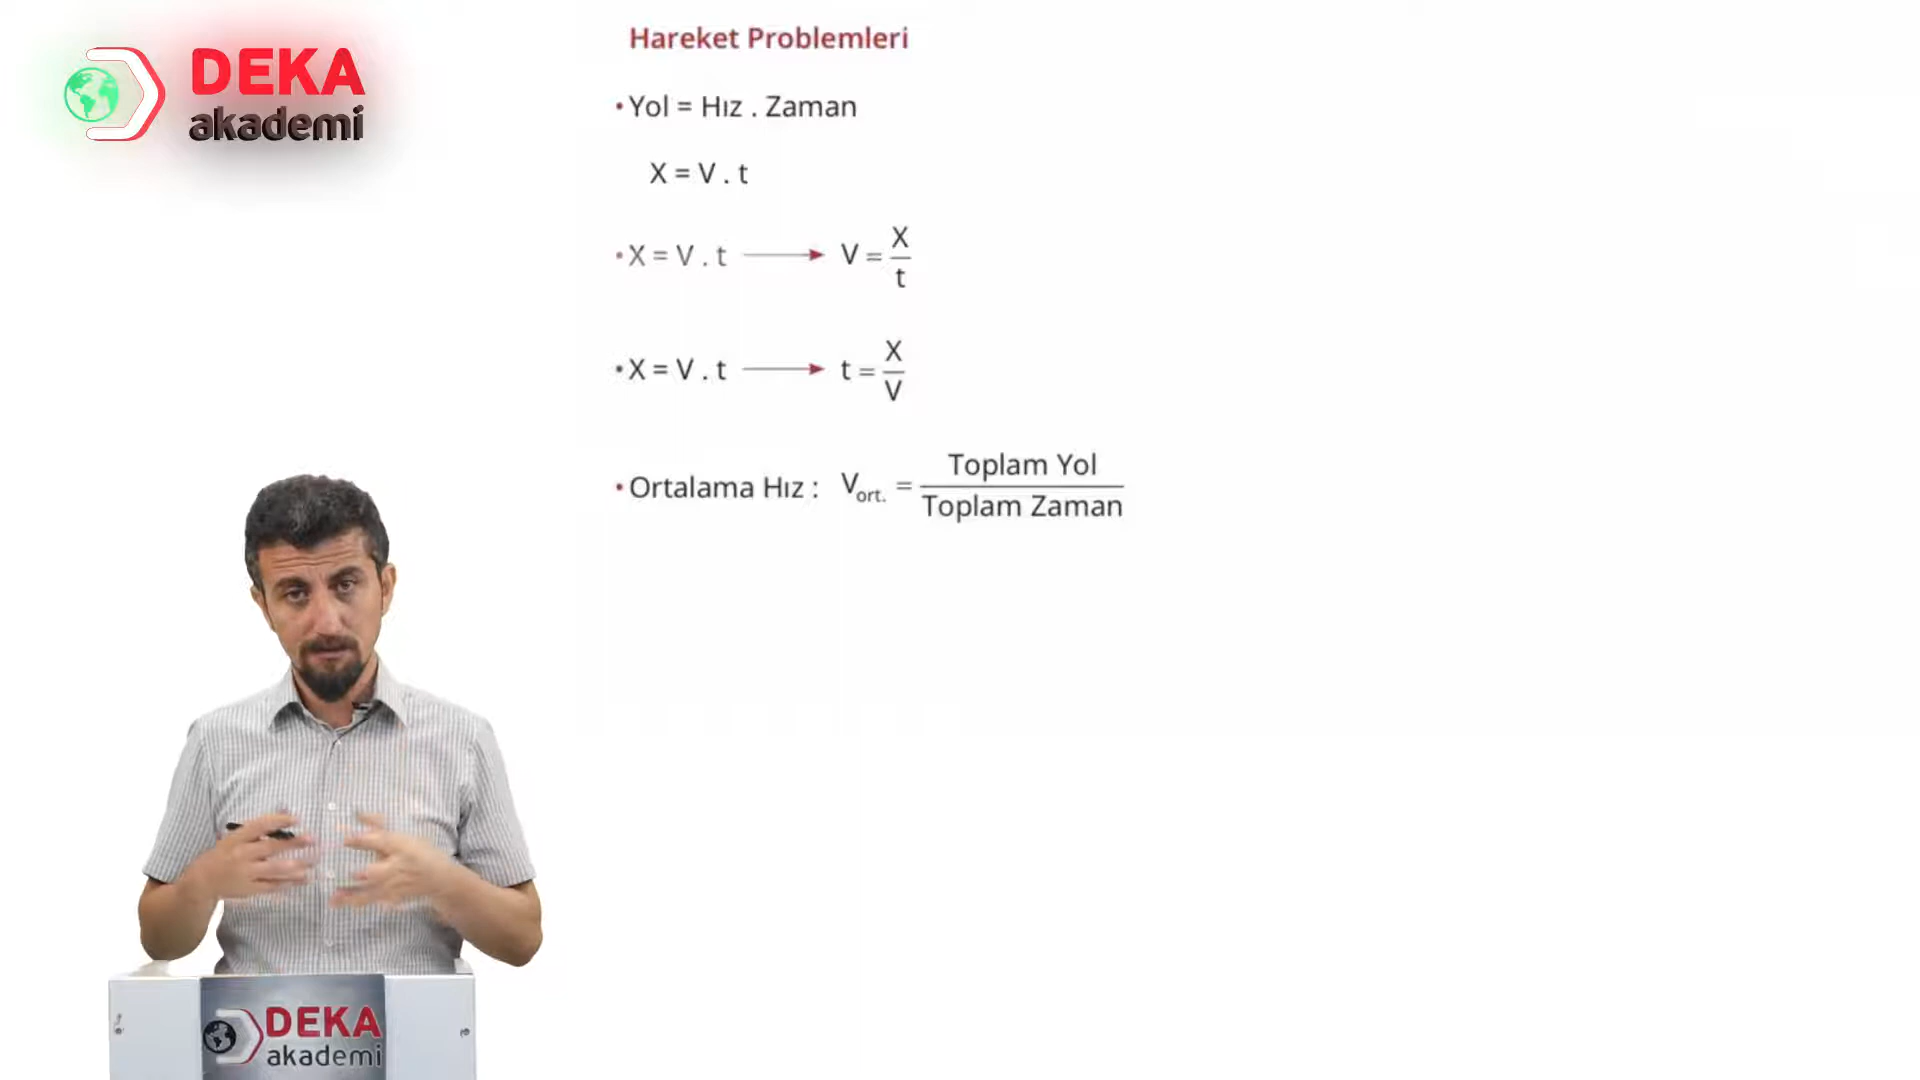 DEKA
akademi
Hareket Problemleri
• Yol = Hız . Zaman
X = V . t
• X = V . t → V = X / t
• X = V . t → t = X / V
• Ortalama Hız : Vort. = Toplam Yol / Toplam Zaman
DEKA
akademi